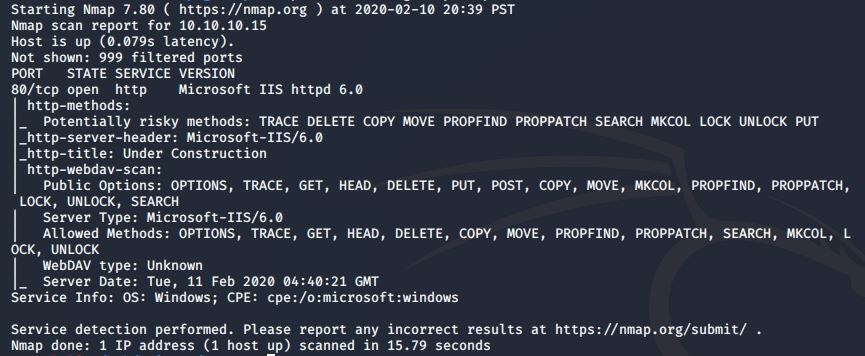 Starting Nmap 7.80 ( https://nmap.org ) at 2020-02-10 20:39 PST
Nmap scan report for 10.10.10.15
Host is up (0.079s latency).
Not shown: 999 filtered ports
PORT   STATE SERVICE VERSION
80/tcp open  http    Microsoft IIS httpd 6.0
| http-methods:
|_  Potentially risky methods: TRACE DELETE COPY MOVE PROPFIND PROPPATCH SEARCH MKCOL LOCK UNLOCK PUT
|_http-server-header: Microsoft-IIS/6.0
|_http-title: Under Construction
| http-webdav-scan:
|   Public Options: OPTIONS, TRACE, GET, HEAD, DELETE, PUT, POST, COPY, MOVE, MKCOL, PROPFIND, PROPPATCH,
 LOCK, UNLOCK, SEARCH
|   Server Type: Microsoft-IIS/6.0
|   Allowed Methods: OPTIONS, TRACE, GET, HEAD, DELETE, COPY, MOVE, PROPFIND, PROPPATCH, SEARCH, MKCOL, L
OCK, UNLOCK
|   WebDAV type: Unknown
|_  Server Date: Tue, 11 Feb 2020 04:40:21 GMT
Service Info: OS: Windows; CPE: cpe:/o:microsoft:windows

Service detection performed. Please report any incorrect results at https://nmap.org/submit/ .
Nmap done: 1 IP address (1 host up) scanned in 15.79 seconds